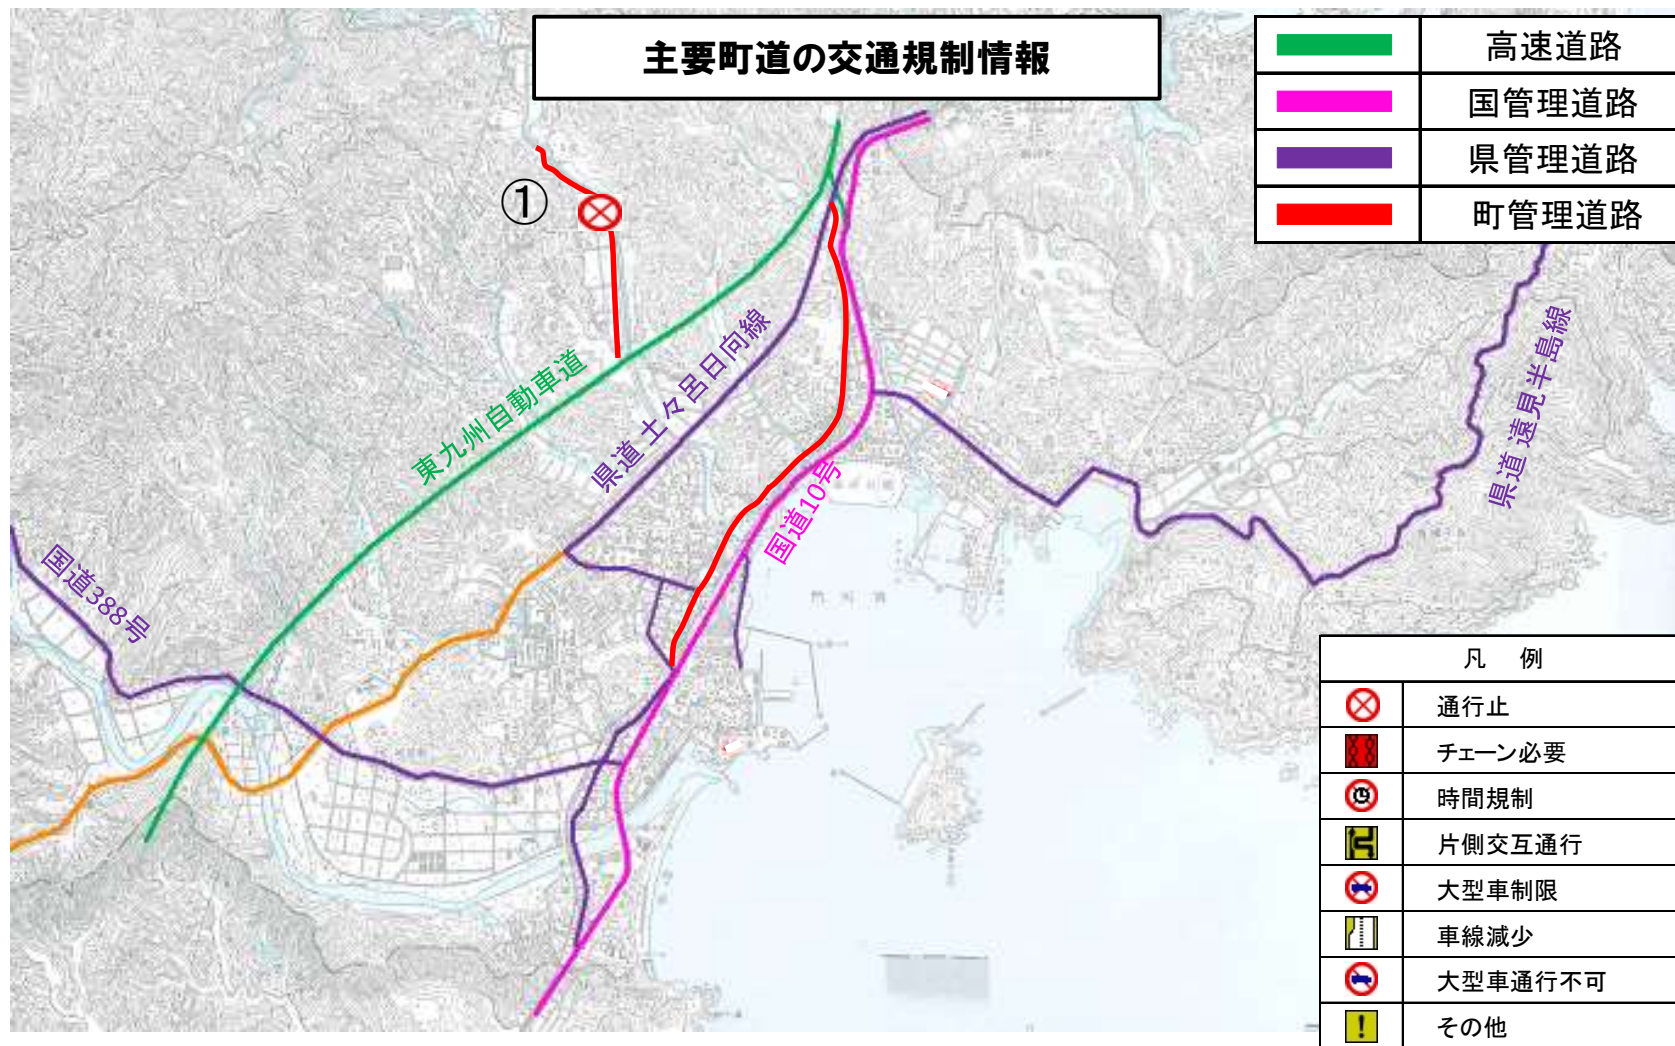 主要町道の交通規制情報
高速道路
国管理道路
県管理道路
町管理道路
①
東九州自動車道
県道 土々呂日向線
国道10号
県道 遠見半島線
国道388号
凡 例
通行止
チェーン必要
時間規制
片側交互通行
大型車制限
車線減少
大型車通行不可
その他